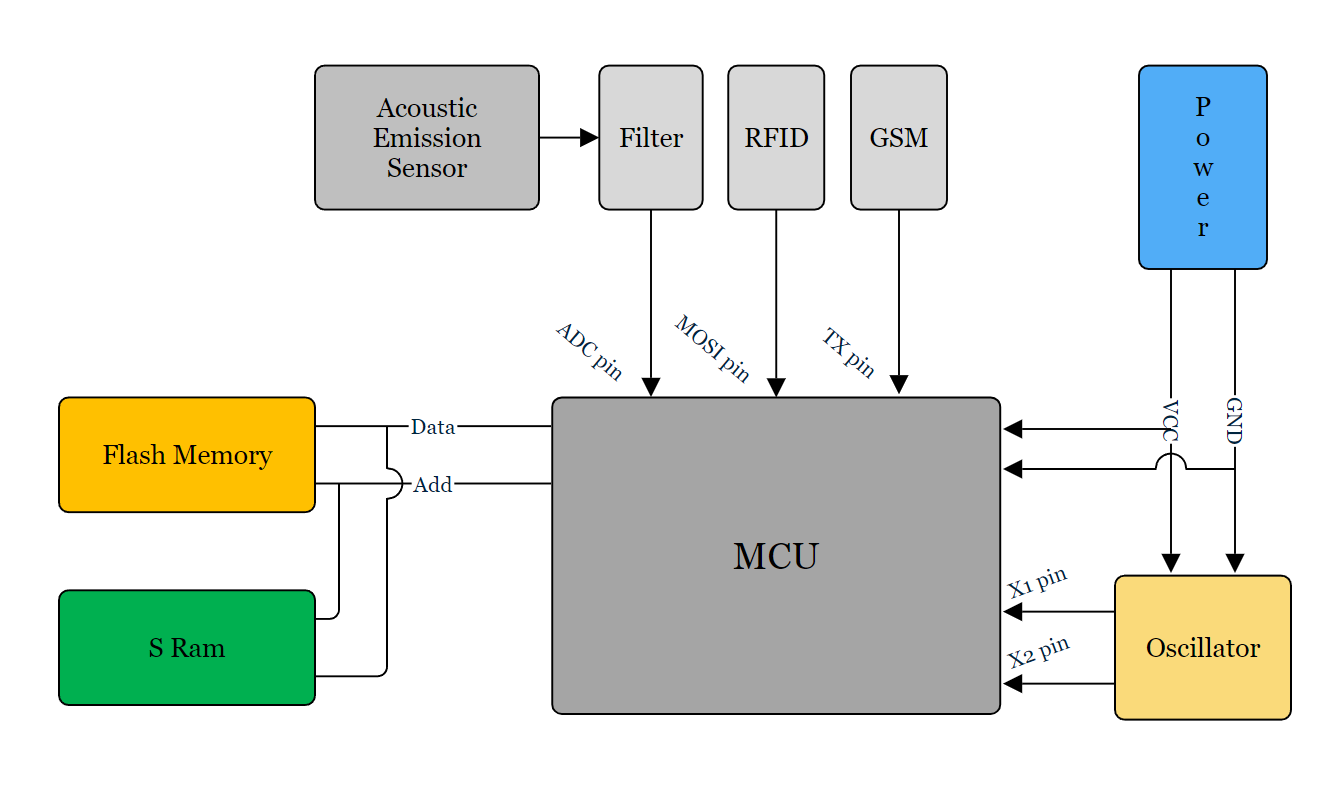 Acoustic
Emission
Sensor
Filter
RFID
GSM
P
o
w
e
r
ADC pin
MOSI pin
TX pin
VCC
GND
Flash Memory
Data
Add
MCU
X1 pin
X2 pin
S Ram
Oscillator